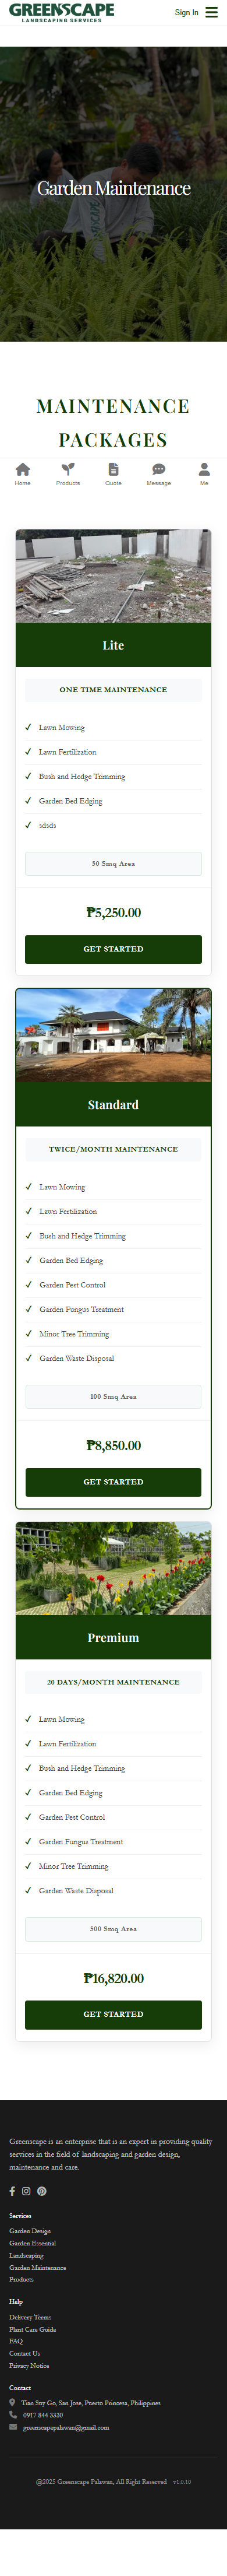 GREENSCAPE
LANDSCAPING SERVICES
Sign In
Garden Maintenance
MAINTENANCE
PACKAGES
Home
Products
Quote
Message
Me
Lite
ONE TIME MAINTENANCE
Lawn Mowing
Lawn Fertilization
Bush and Hedge Trimming
Garden Bed Edging
sdsds
50 Smq Area
₱5,250.00
GET STARTED
Standard
TWICE/MONTH MAINTENANCE
Lawn Mowing
Lawn Fertilization
Bush and Hedge Trimming
Garden Bed Edging
Garden Pest Control
Garden Fungus Treatment
Minor Tree Trimming
Garden Waste Disposal
100 Smq Area
₱8,850.00
GET STARTED
Premium
20 DAYS/MONTH MAINTENANCE
Lawn Mowing
Lawn Fertilization
Bush and Hedge Trimming
Garden Bed Edging
Garden Pest Control
Garden Fungus Treatment
Minor Tree Trimming
Garden Waste Disposal
500 Smq Area
₱16,820.00
GET STARTED
Greenscape is an enterprise that is an expert in providing quality
services in the field of landscaping and garden design,
maintenance and care.
Services
Garden Design
Garden Essential
Landscaping
Garden Maintenance
Products
Help
Delivery Terms
Plant Care Guide
FAQ
Contact Us
Privacy Notice
Contact
Tian Suy Go, San Jose, Puerto Princesa, Philippines
0917 844 3330
greenscapepalawan@gmail.com
@2025 Greenscape Palawan, All Right Reserved v1.0.10